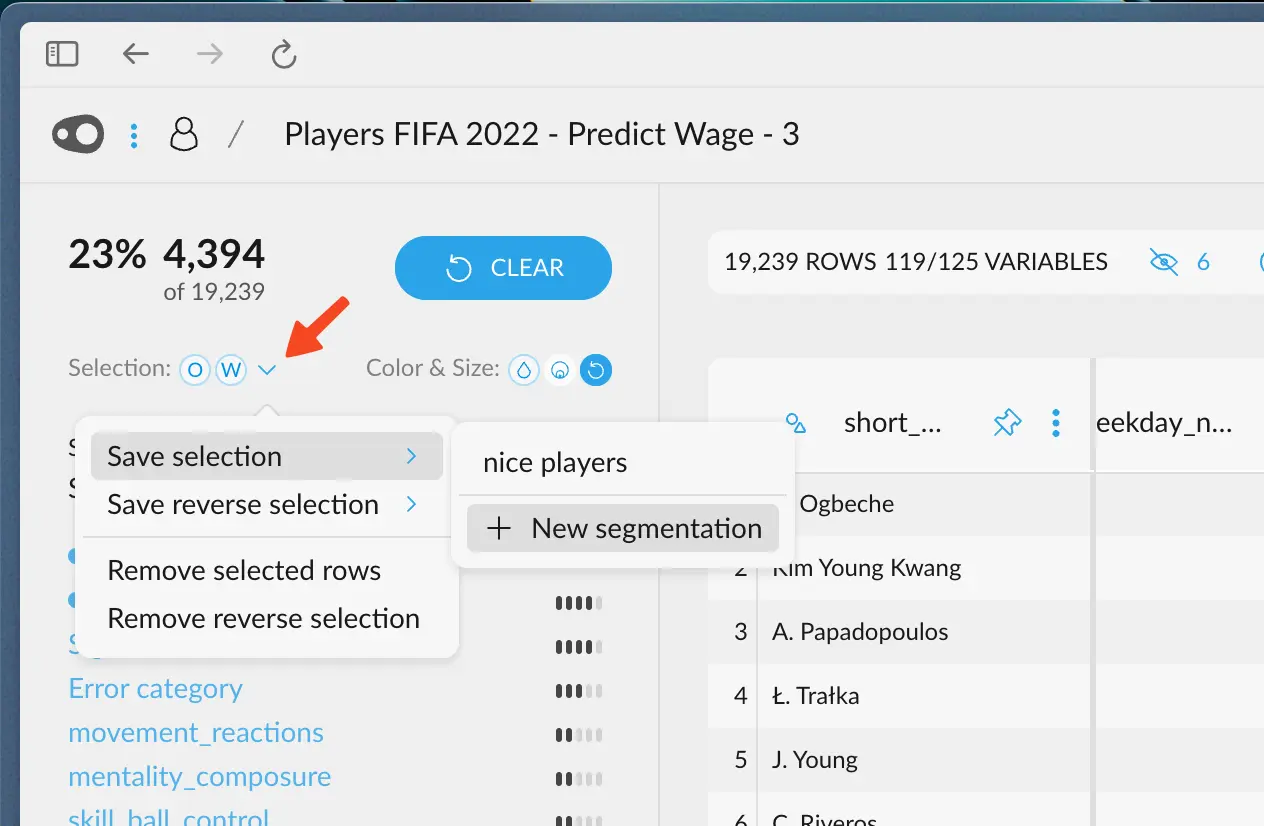 Players FIFA 2022 - Predict Wage - 3
23% 4,394
of 19,239
CLEAR
Selection: O W
Color & Size:
Save selection
Save reverse selection
Remove selected rows
Remove reverse selection
nice players
+ New segmentation
Error category
movement_reactions
mentality_composure
skill_ball_control
19,239 ROWS 119/125 VARIABLES 6
short_... eekday_n...
Ogbeche
2 Kim Young Kwang
3 A. Papadopoulos
4 Ł. Trałka
5 J. Young
6 C. Riveros